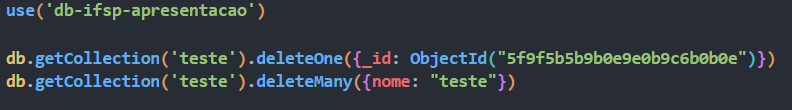 use('db-ifsp-apresentacao')
db.getCollection('teste').deleteOne({_id: ObjectId("5f9f5b5b9b0e9e0b9c6b0b0e")})
db.getCollection('teste').deleteMany({nome: "teste"})